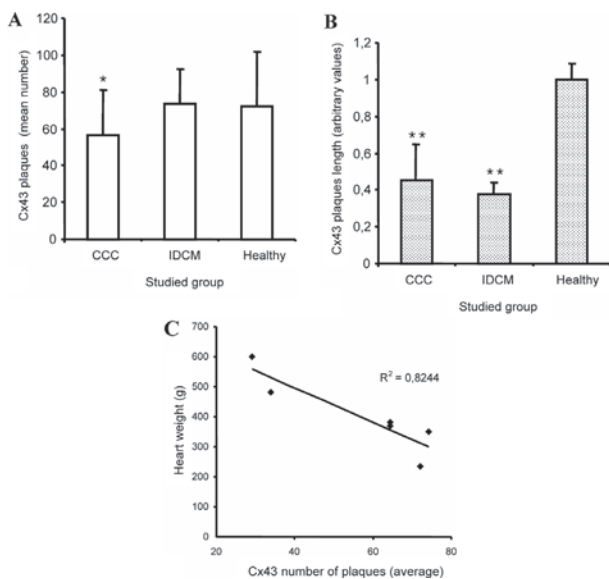 A
Cx43 plaques (mean number)
120
100
80
60
40
20
0
*
CCC IDCM Healthy
Studied group
B
Cx43 plaques length (arbitrary values)
1,2
1
0,8
0,6
0,4
0,2
0
** **
CCC IDCM Healthy
Studied group
C
Heart weight (g)
700
600
500
400
300
200
100
0
R² = 0,8244
20 40 60 80
Cx43 number of plaques (average)